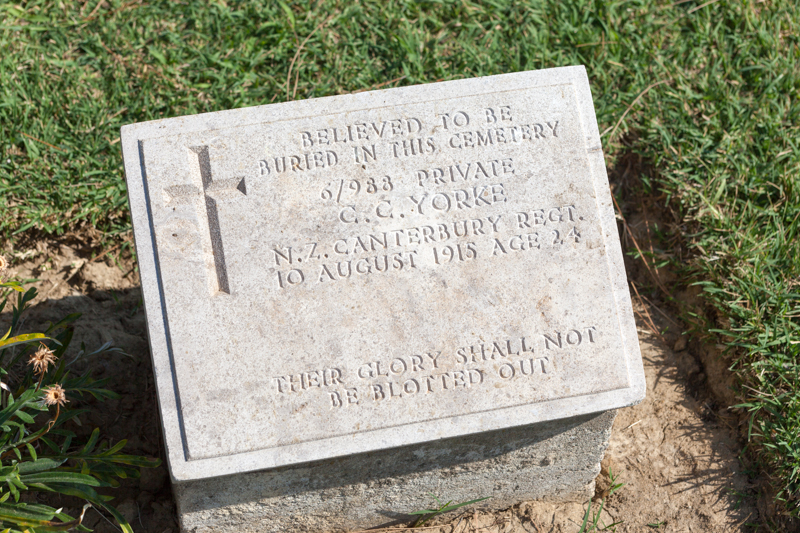 BELIEVED TO BE
BURIED IN THIS CEMETERY
6/988 PRIVATE
G.C. YORKE
N.Z. CANTERBURY REGT.
10 AUGUST 1915 AGE 24
THEIR GLORY SHALL NOT
BE BLOTTED OUT